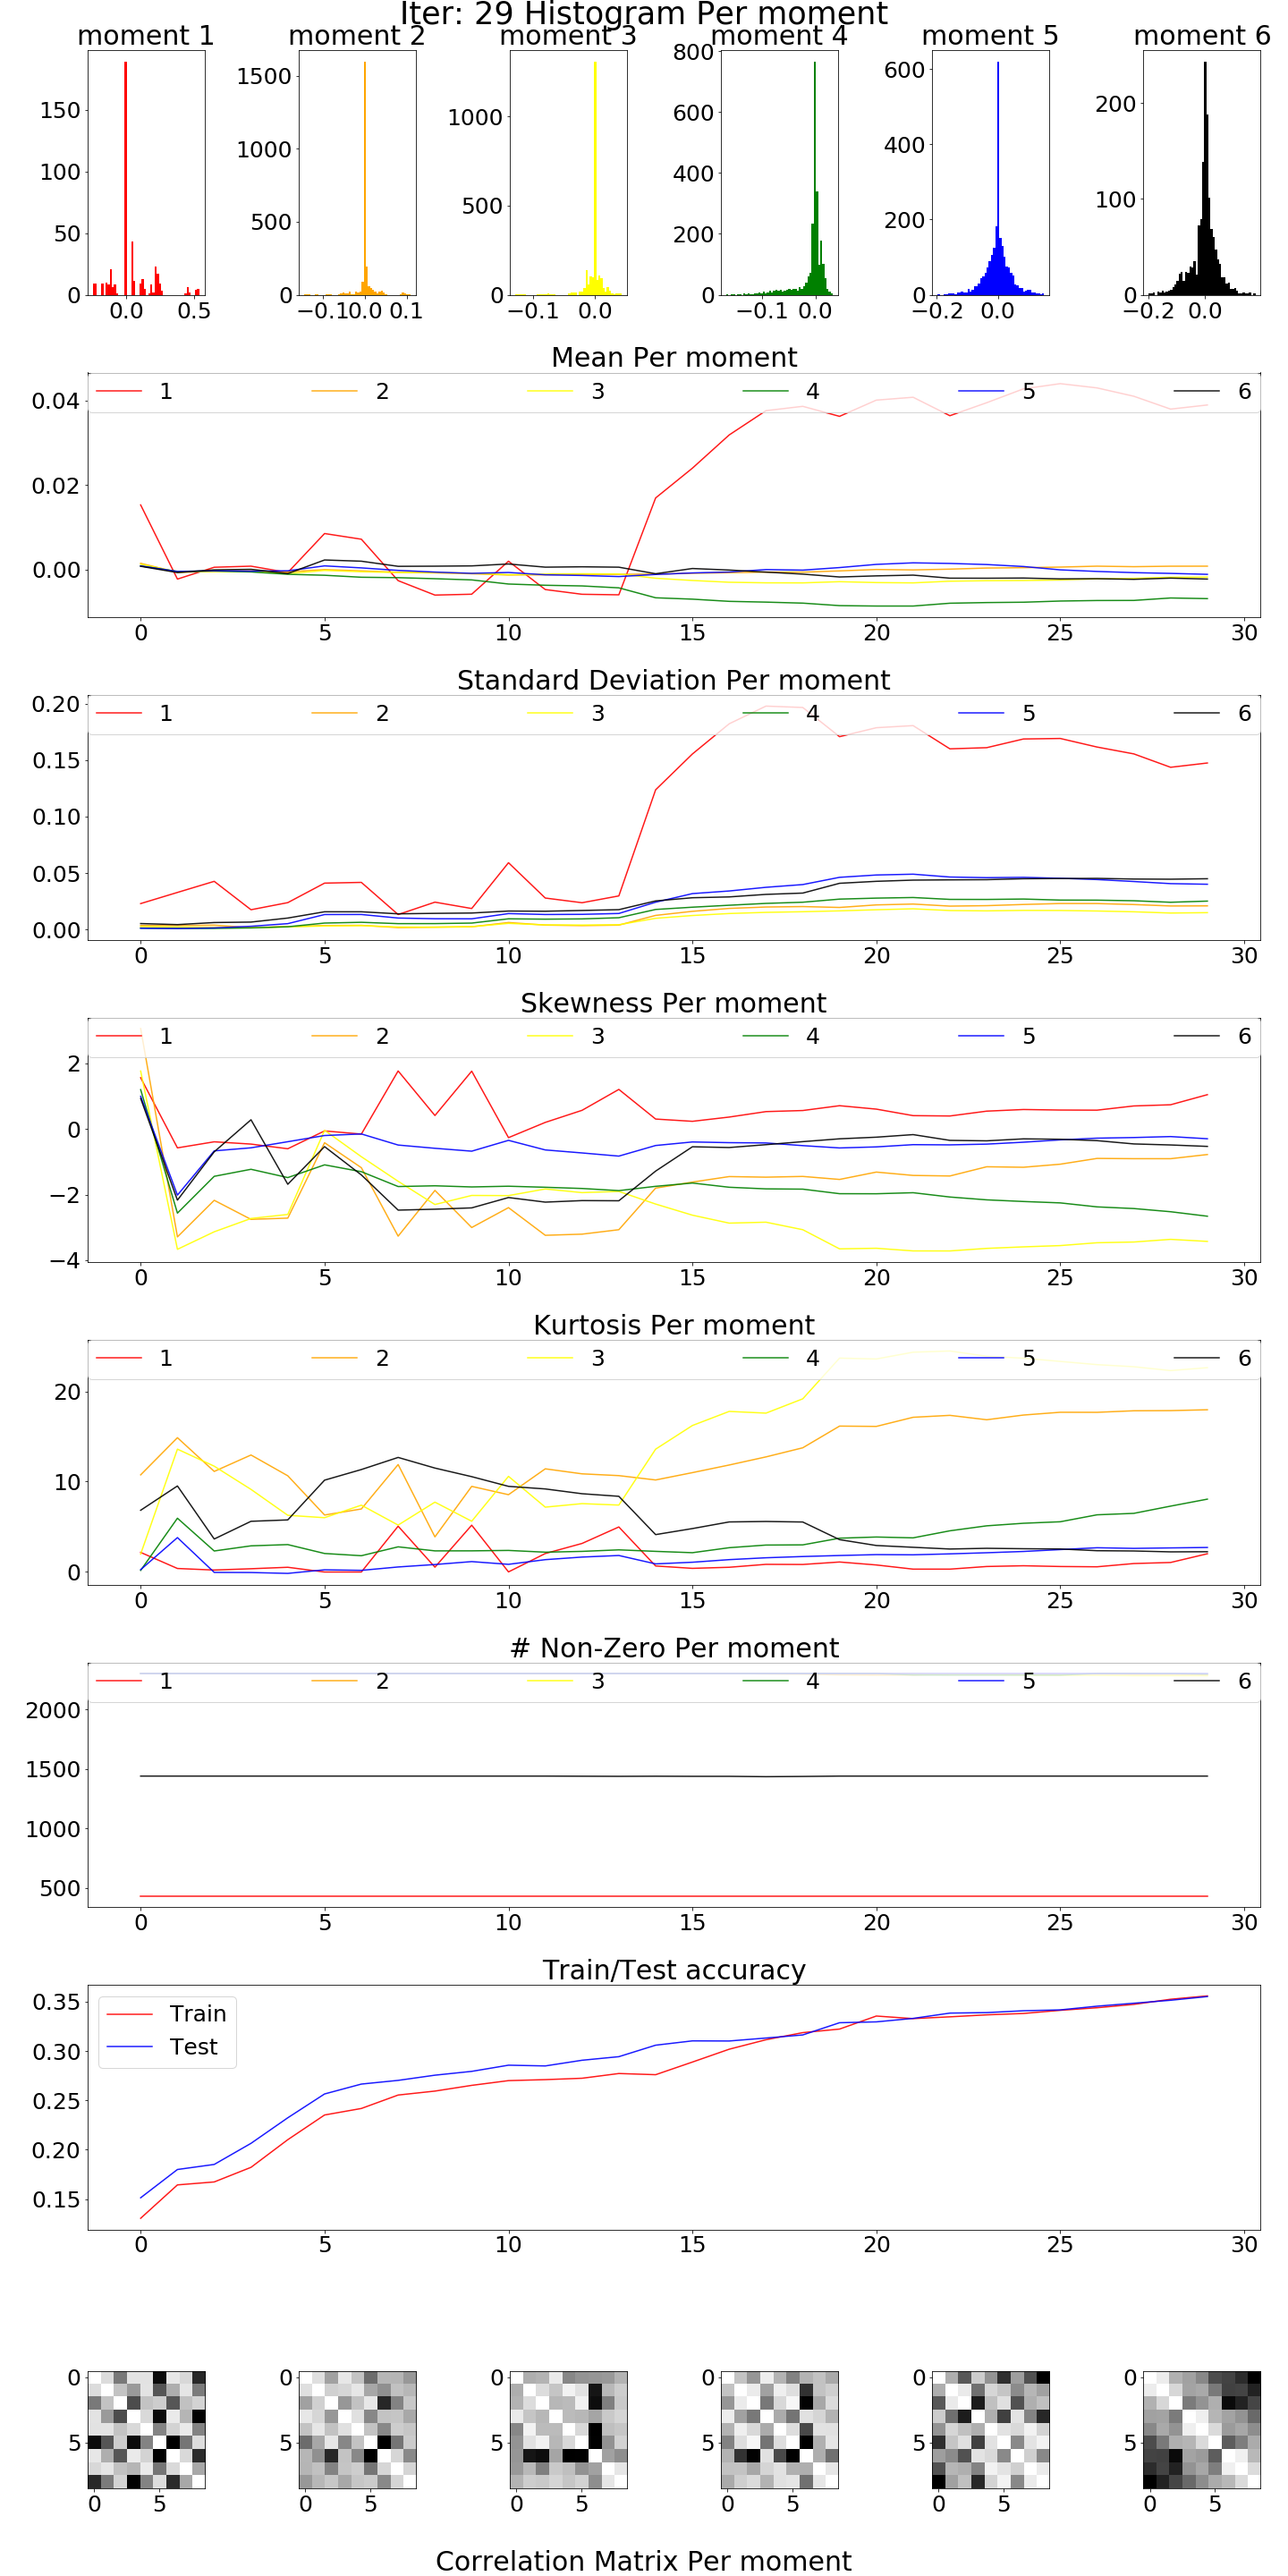 Iter: 29 Histogram Per moment
moment 1 moment 2 moment 3 moment 4 moment 5 moment 6
150
100
50
0
0.0 0.5
1500
1000
500
0
−0.1 0.0 0.1
1000
500
0
−0.1 0.0
800
600
400
200
0
−0.1 0.0
600
400
200
0
−0.2 0.0
200
100
0
−0.2 0.0
Mean Per moment
1 2 3 4 5 6
0.04
0.02
0.00
0 5 10 15 20 25 30
Standard Deviation Per moment
1 2 3 4 5 6
0.20
0.15
0.10
0.05
0.00
0 5 10 15 20 25 30
Skewness Per moment
1 2 3 4 5 6
2
0
−2
−4
0 5 10 15 20 25 30
Kurtosis Per moment
1 2 3 4 5 6
20
10
0
0 5 10 15 20 25 30
# Non-Zero Per moment
1 2 3 4 5 6
2000
1500
1000
500
0 5 10 15 20 25 30
Train/Test accuracy
Train
Test
0.35
0.30
0.25
0.20
0.15
0 5 10 15 20 25 30
0 0 0 0 0 0
5 5 5 5 5 5
0 5 0 5 0 5 0 5 0 5 0 5
Correlation Matrix Per moment